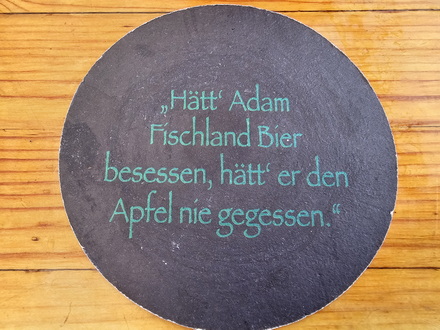 „Hätt‘ Adam
Fischland Bier
besessen, hätt‘ er den
Apfel nie gegessen.“